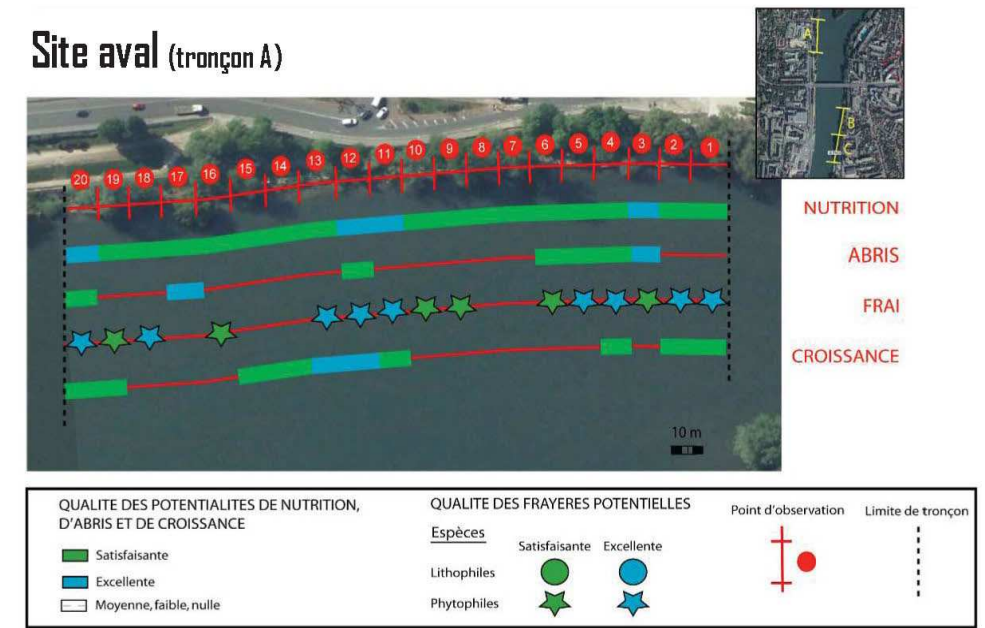 Site aval (tronçon A)
A
B
C
20 19 18 17 16 15 14 13 12 11 10 9 8 7 6 5 4 3 2 1
NUTRITION
ABRIS
FRAI
CROISSANCE
10 m
QUALITE DES POTENTIALITES DE NUTRITION,
D'ABRIS ET DE CROISSANCE
Satisfaisante
Excellente
Moyenne, faible, nulle
QUALITE DES FRAYERES POTENTIELLES
Espèces
Satisfaisante Excellente
Lithophiles
Phytophiles
Point d'observation
Limite de tronçon